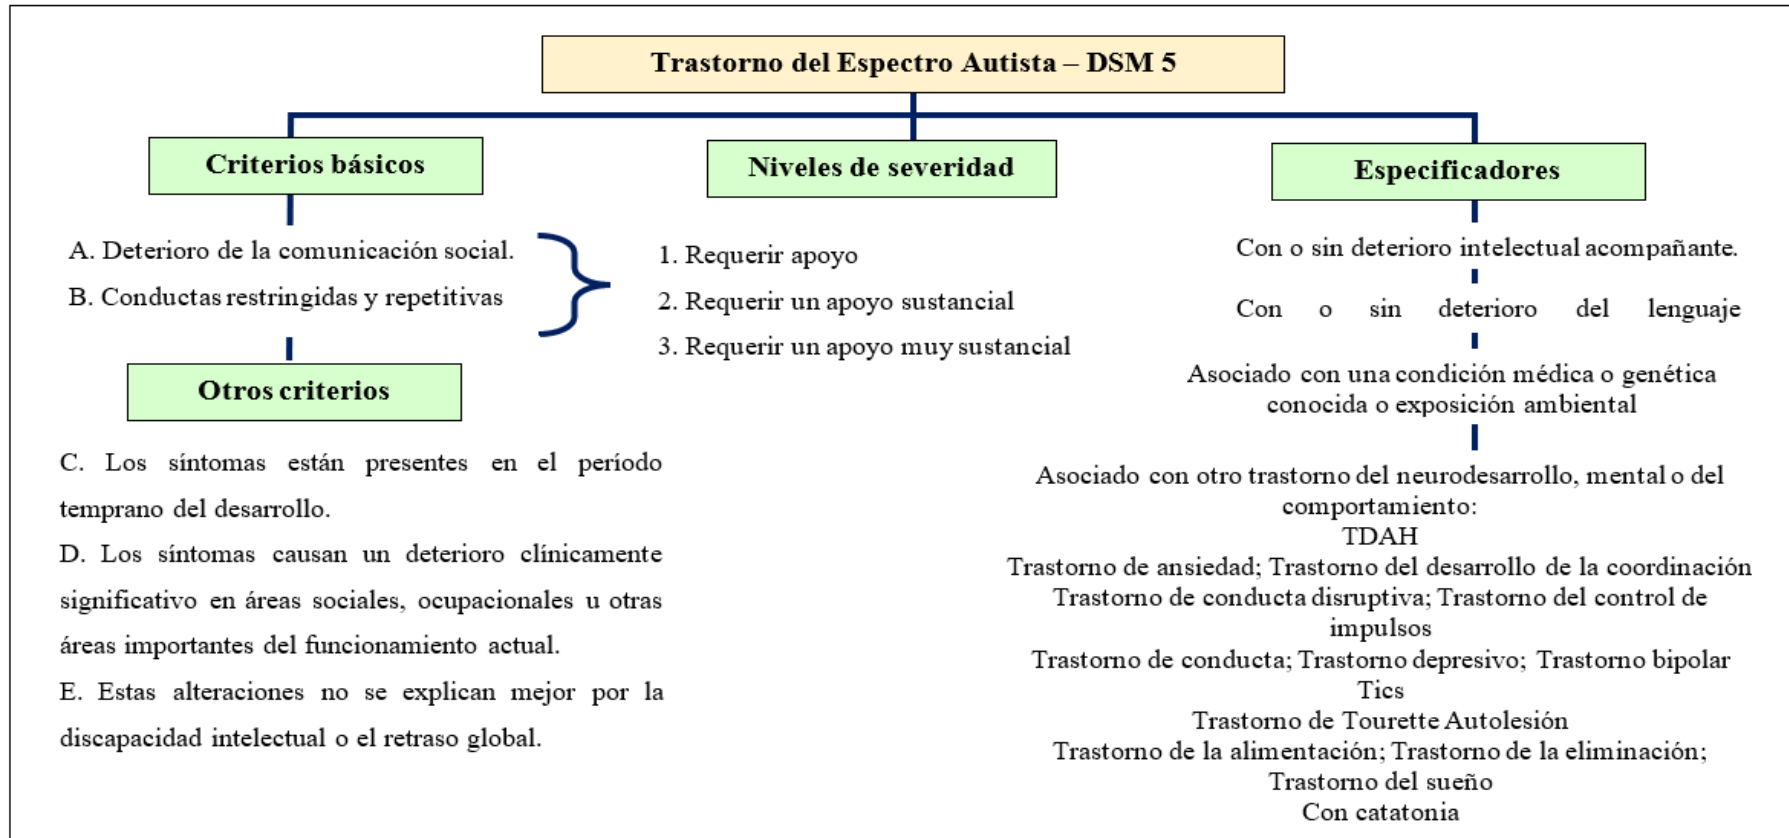 Trastorno del Espectro Autista – DSM 5
Criterios básicos
A. Deterioro de la comunicación social.
B. Conductas restringidas y repetitivas
Otros criterios
C. Los síntomas están presentes en el período
temprano del desarrollo.
D. Los síntomas causan un deterioro clínicamente
significativo en áreas sociales, ocupacionales u otras
áreas importantes del funcionamiento actual.
E. Estas alteraciones no se explican mejor por la
discapacidad intelectual o el retraso global.
Niveles de severidad
1. Requerir apoyo
2. Requerir un apoyo sustancial
3. Requerir un apoyo muy sustancial
Especificadores
Con o sin deterioro intelectual acompañante.
Con o sin deterioro del lenguaje
Asociado con una condición médica o genética
conocida o exposición ambiental
Asociado con otro trastorno del neurodesarrollo, mental o del
comportamiento:
TDAH
Trastorno de ansiedad; Trastorno del desarrollo de la coordinación
Trastorno de conducta disruptiva; Trastorno del control de
impulsos
Trastorno de conducta; Trastorno depresivo; Trastorno bipolar
Tics
Trastorno de Tourette Autolesión
Trastorno de la alimentación; Trastorno de la eliminación;
Trastorno del sueño
Con catatonia